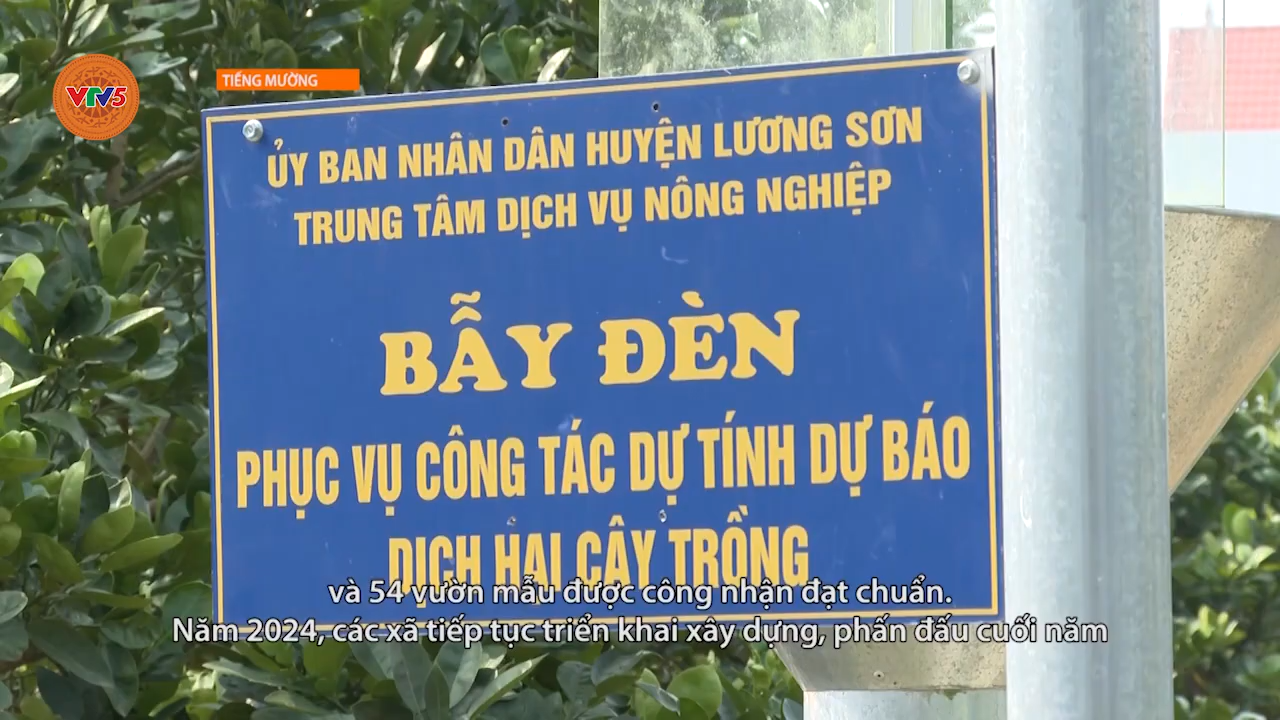 VTV5
TIẾNG MƯỜNG
ỦY BAN NHÂN DÂN HUYỆN LƯƠNG SƠN
TRUNG TÂM DỊCH VỤ NÔNG NGHIỆP
BẪY ĐÈN
PHỤC VỤ CÔNG TÁC DỰ TÍNH DỰ BÁO
DỊCH HẠI CÂY TRỒNG
và 54 vườn mẫu được công nhận đạt chuẩn.
Năm 2024, các xã tiếp tục triển khai xây dựng, phấn đấu cuối năm